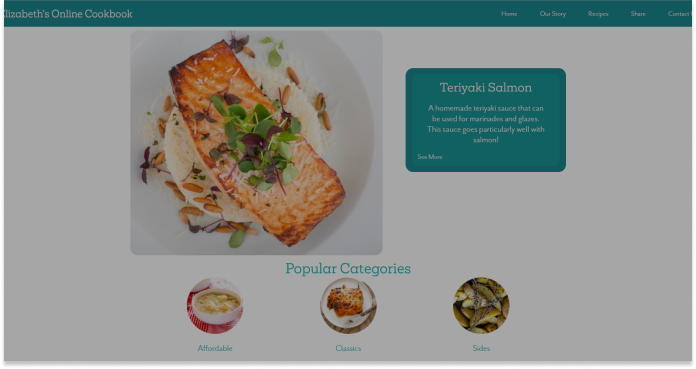 Elizabeth's Online Cookbook
Home Our Story Recipes Share Contact
Teriyaki Salmon
A homemade teriyaki sauce that can
be used for marinades and glazes.
This sauce goes particularly well with
salmon!
See More
Popular Categories
Affordable Classics Sides